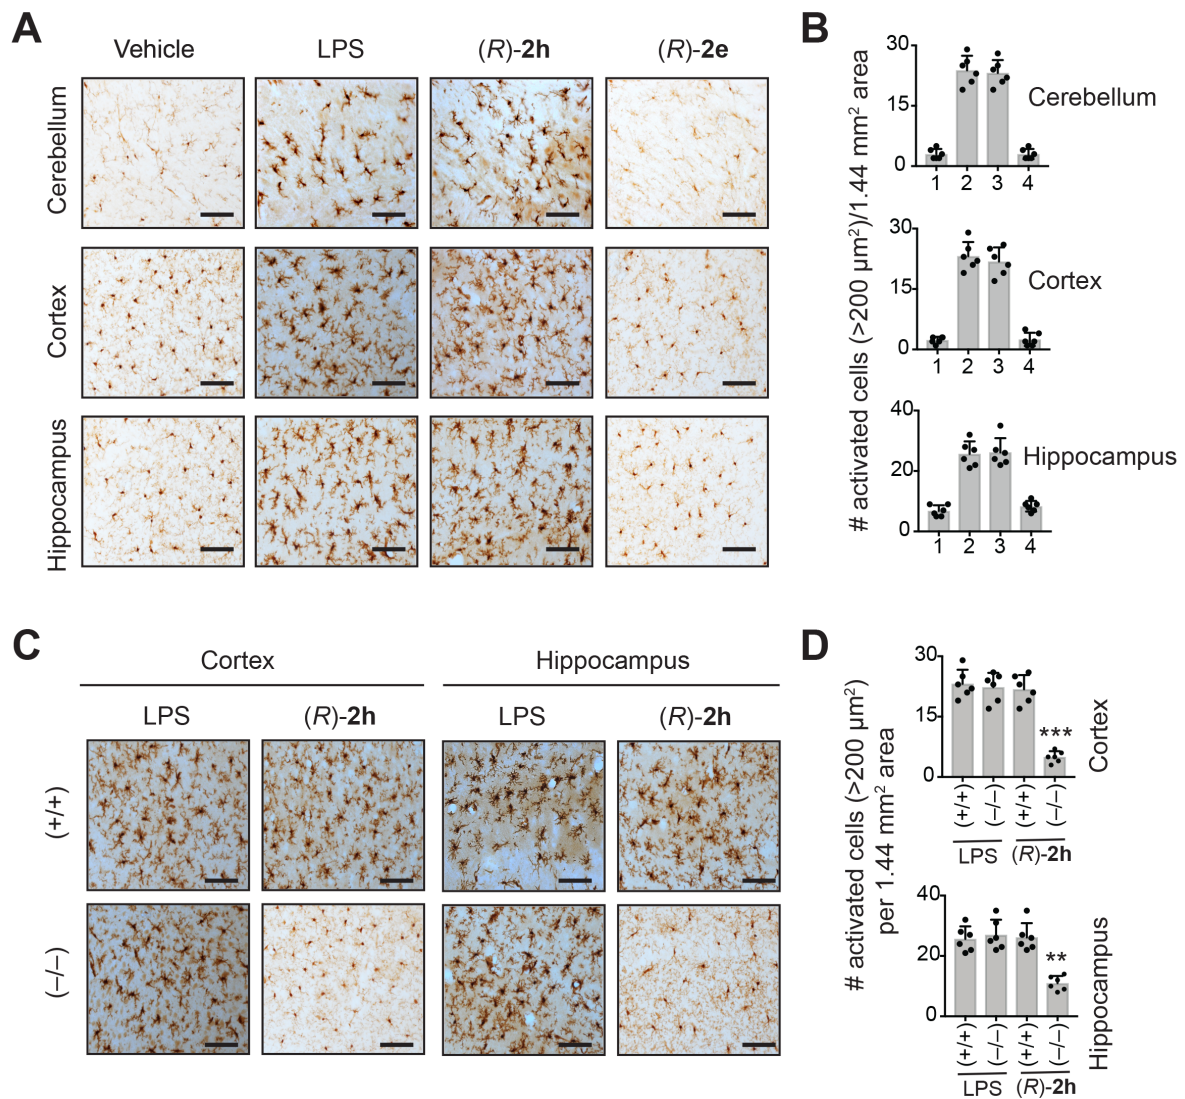 A
Vehicle
LPS
(R)-2h
(R)-2e
Cerebellum
Cortex
Hippocampus
B
# activated cells (>200 µm²)/1.44 mm² area
30
15
0
1
2
3
4
Cerebellum
30
15
0
1
2
3
4
Cortex
40
20
0
1
2
3
4
Hippocampus
C
Cortex
Hippocampus
LPS
(R)-2h
LPS
(R)-2h
(+/+)
(–/–)
D
# activated cells (>200 µm²)
per 1.44 mm² area
30
15
0
***
(+/+)
(–/–)
(+/+)
(–/–)
LPS
(R)-2h
Cortex
40
20
0
**
(+/+)
(–/–)
(+/+)
(–/–)
LPS
(R)-2h
Hippocampus